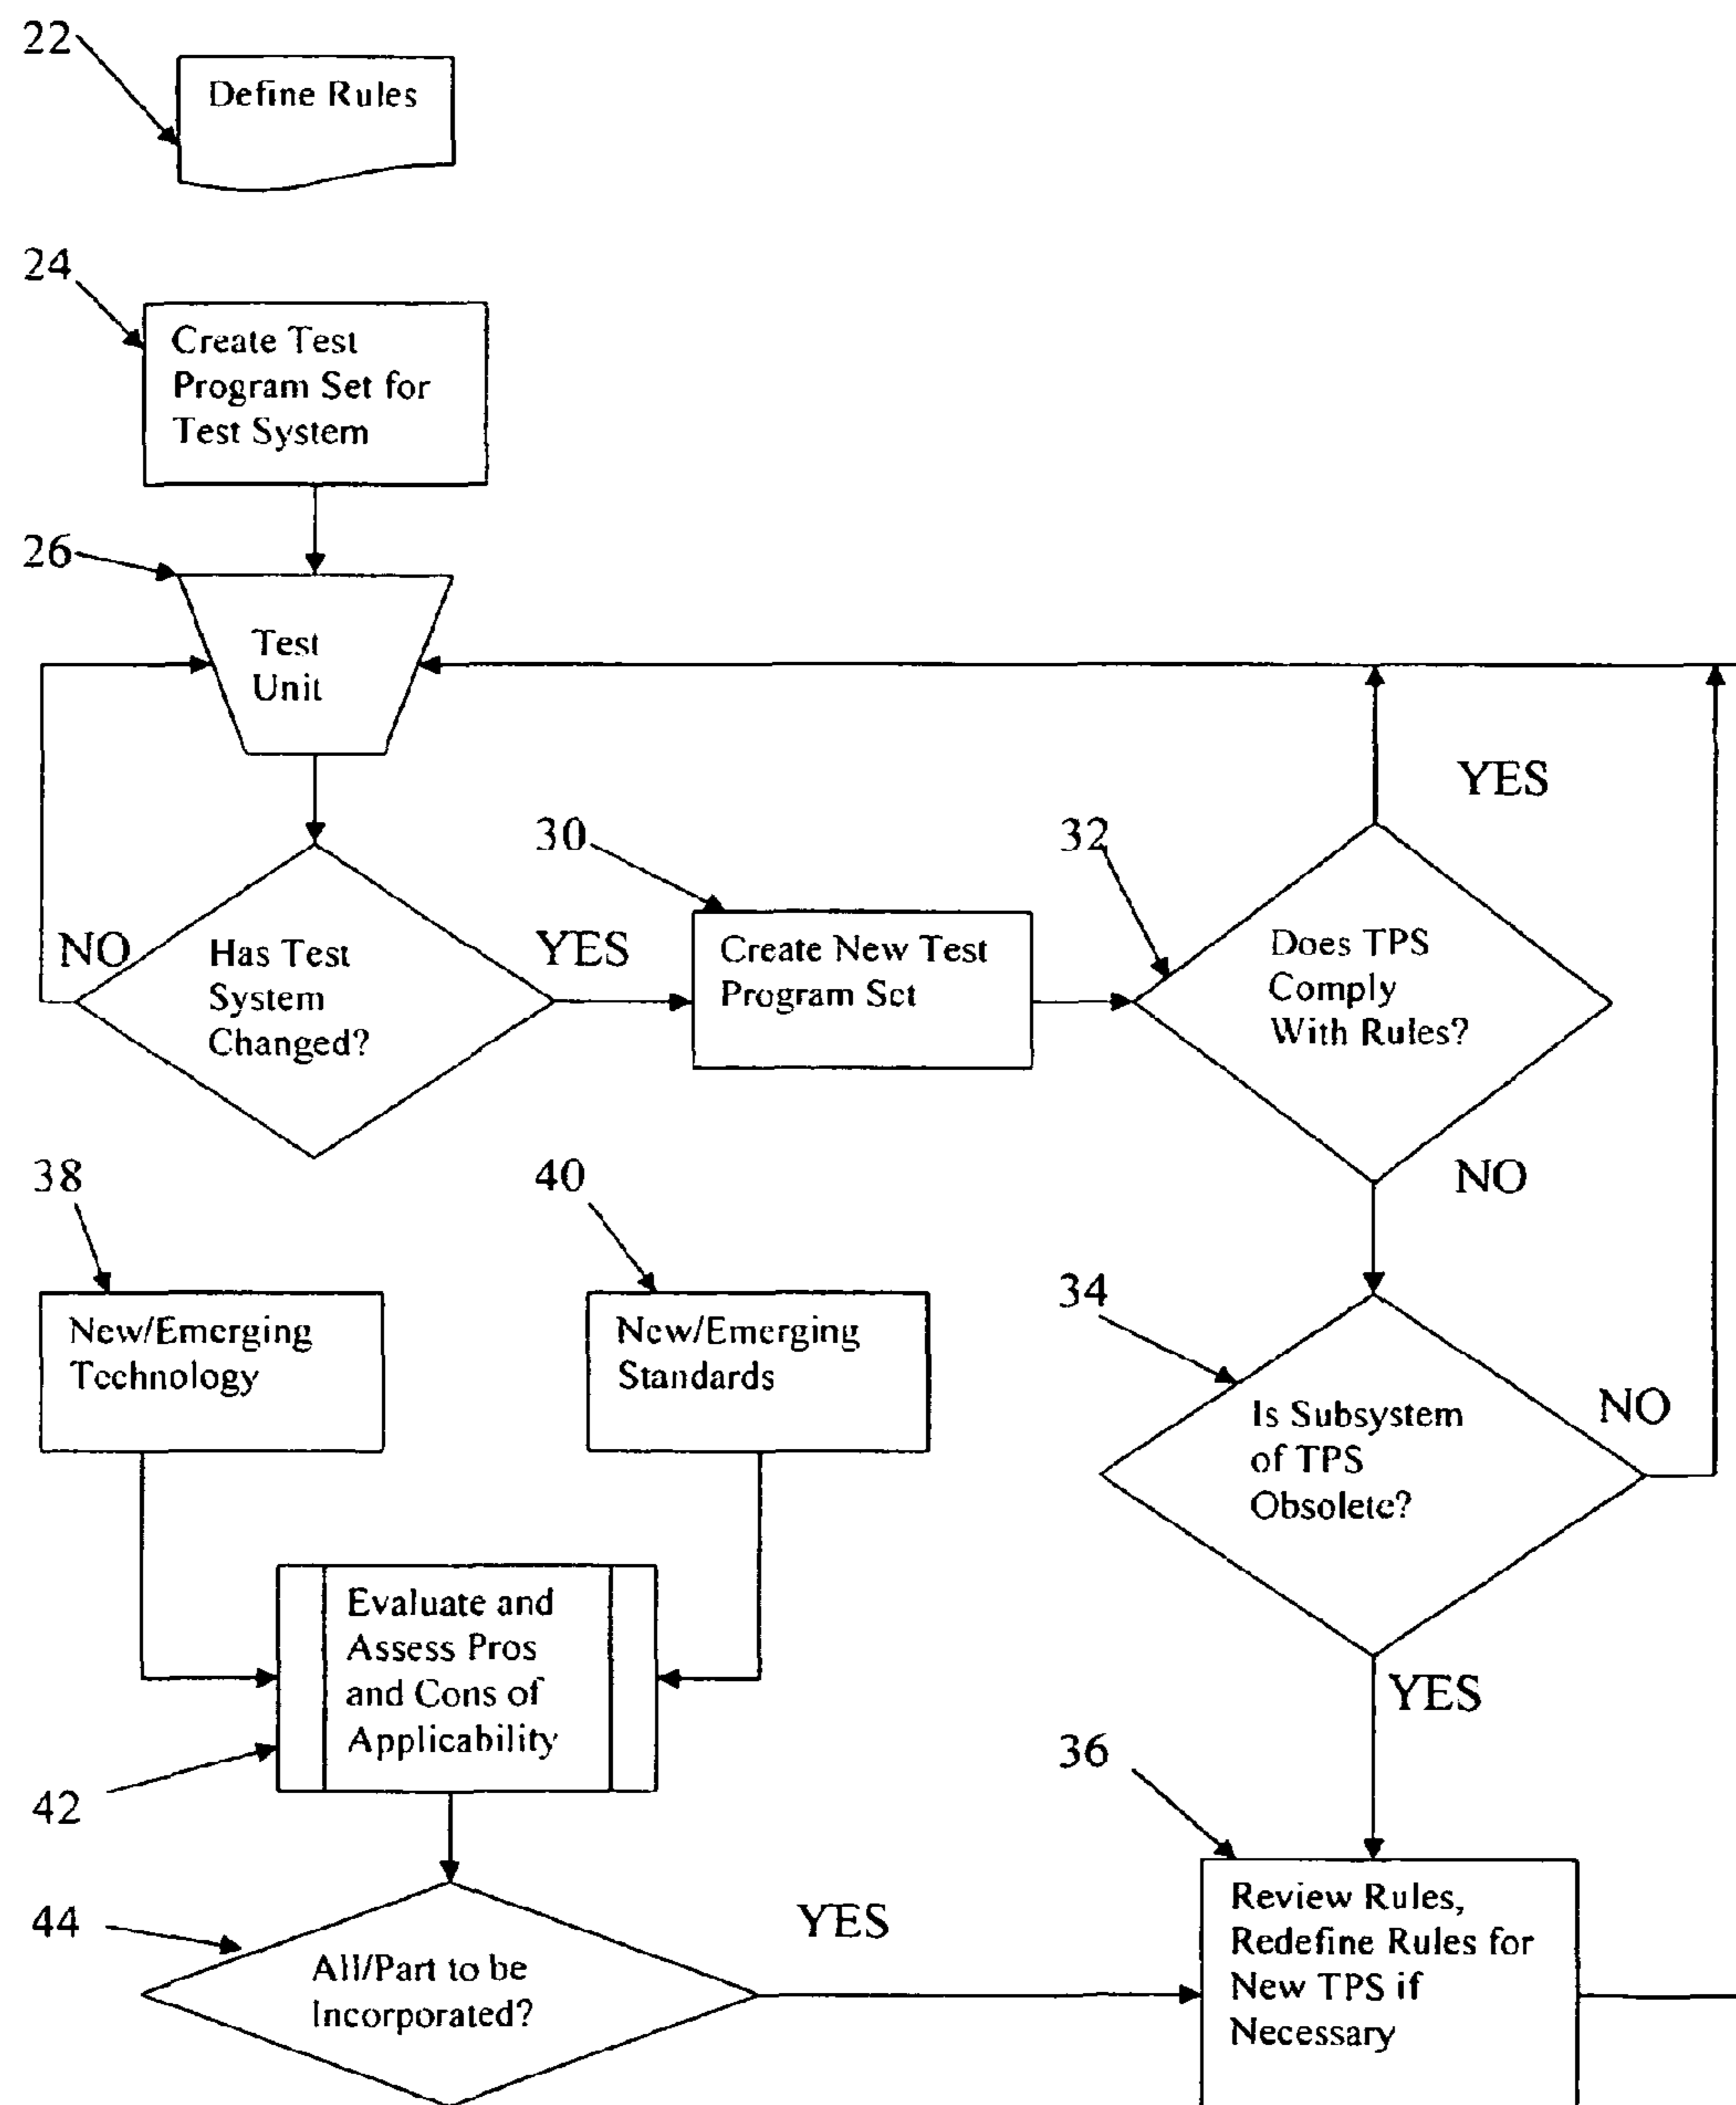 22
Define Rules
24
Create Test
Program Set for
Test System
26
Test
Unit
YES
30
32
NO
Has Test
System
Changed?
YES
Create New Test
Program Set
Does TPS
Comply
With Rules?
38
40
NO
34
New/Emerging
Technology
New/Emerging
Standards
Is Subsystem
of TPS
Obsolete?
NO
Evaluate and
Assess Pros
and Cons of
Applicability
YES
42
36
44
All/Part to be
Incorporated?
YES
Review Rules,
Redefine Rules for
New TPS if
Necessary